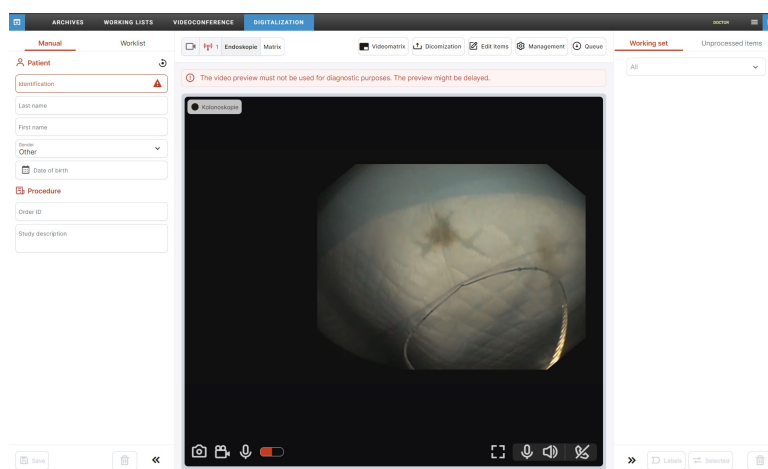 ARCHIVES WORKING LISTS VIDEOCONFERENCE DIGITALIZATION DOCTOR
Manual Worklist
Patient
Identification
Last name
First name
Gender
Other
Date of birth
Procedure
Order ID
Study description
Save
1 Endoskopie Matrix
Videomatrix Dicomization Edit items Management Queue
The video preview must not be used for diagnostic purposes. The preview might be delayed.
Kolonoskopie
Working set Unprocessed items
All
Labels Selected